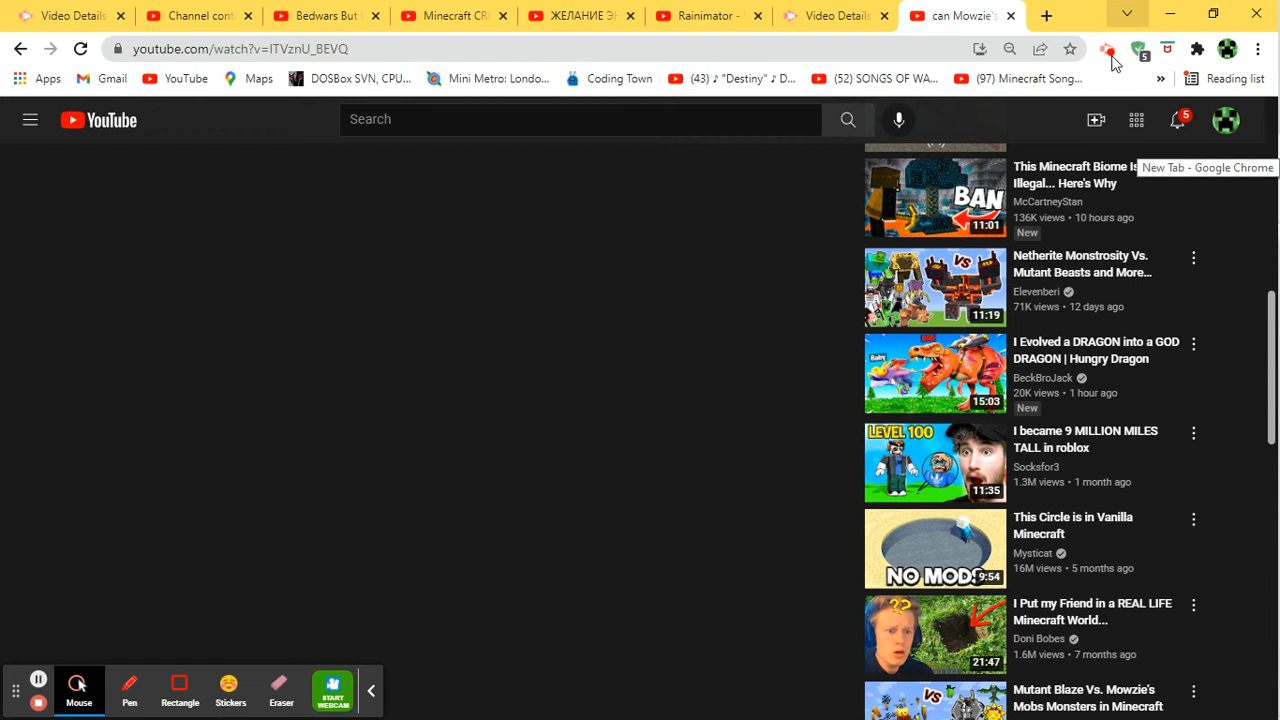 Video Details
Channel cont
Bedwars But
Minecraft CR
ЖЕЛАНИЕ ЭН
Rainimator -
Video Details
can Mowzie's
youtube.com/watch?v=lTVznU_BEVQ
5
Apps
Gmail
YouTube
Maps
DOSBox SVN, CPU...
Mini Metro: Londo...
Coding Town
(43) ♪ "Destiny" ♪ D...
(52) SONGS OF WA...
(97) Minecraft Song...
»
Reading list
YouTube
Search
5
New Tab - Google Chrome
BAN
11:01
This Minecraft Biome Is
Illegal... Here's Why
McCartneyStan
136K views • 10 hours ago
New
VS
11:19
Netherite Monstrosity Vs.
Mutant Beasts and More...
Elevenberi
71K views • 12 days ago
Baby
GOD
15:03
I Evolved a DRAGON into a GOD
DRAGON | Hungry Dragon
BeckBroJack
20K views • 1 hour ago
New
LEVEL 100
11:35
I became 9 MILLION MILES
TALL in roblox
Socksfor3
1.3M views • 1 month ago
NO MODS
9:54
This Circle is in Vanilla
Minecraft
Mysticat
16M views • 5 months ago
??
21:47
I Put my Friend in a REAL LIFE
Minecraft World...
Doni Bobes
1.6M views • 7 months ago
VS
Mutant Blaze Vs. Mowzie's
Mobs Monsters in Minecraft
Mouse
Pen
Rectangle
Stickers
Eraser
START
WEBCAM